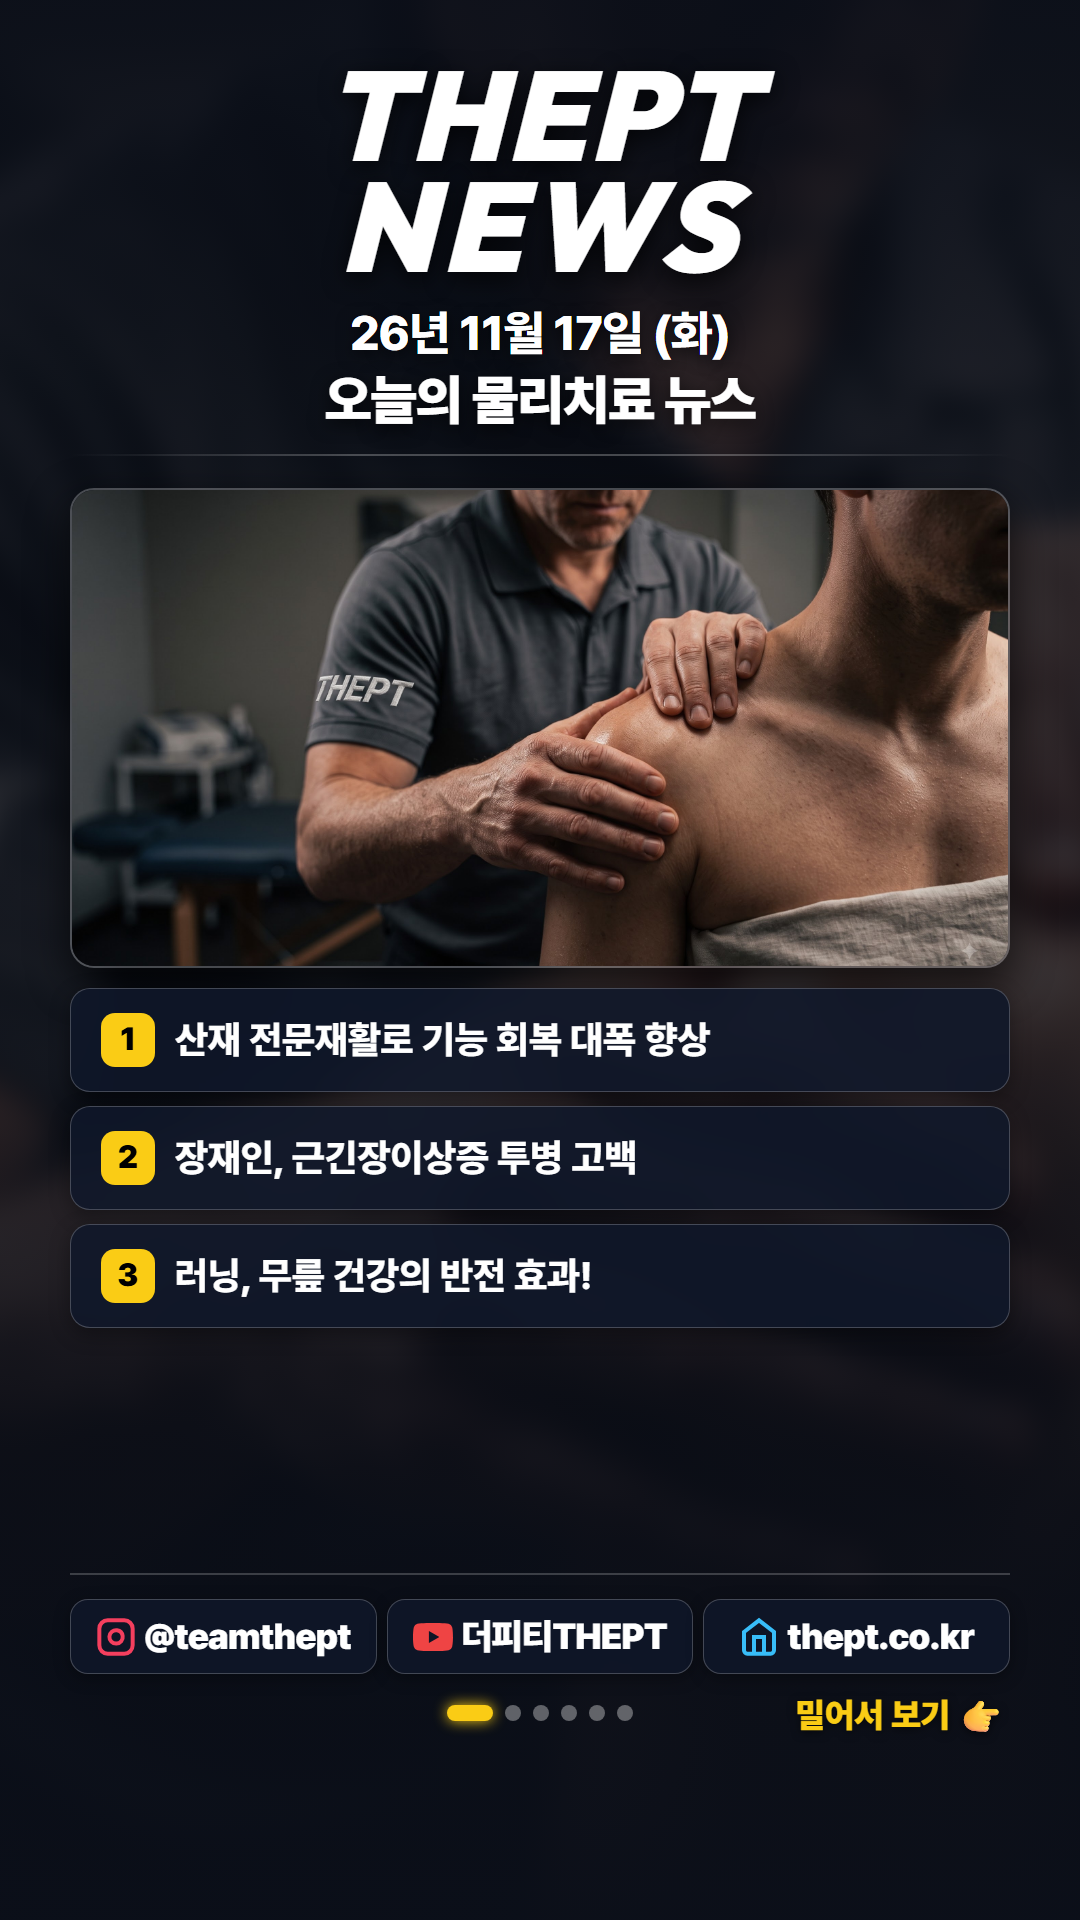 THEPT
NEWS
26년 11월 17일 (화)
오늘의 물리치료 뉴스
THEPT
1 산재 전문재활로 기능 회복 대폭 향상
2 장재인, 근긴장이상증 투병 고백
3 러닝, 무릎 건강의 반전 효과!
@teamthept
더피티THEPT
thept.co.kr
밀어서 보기 👉